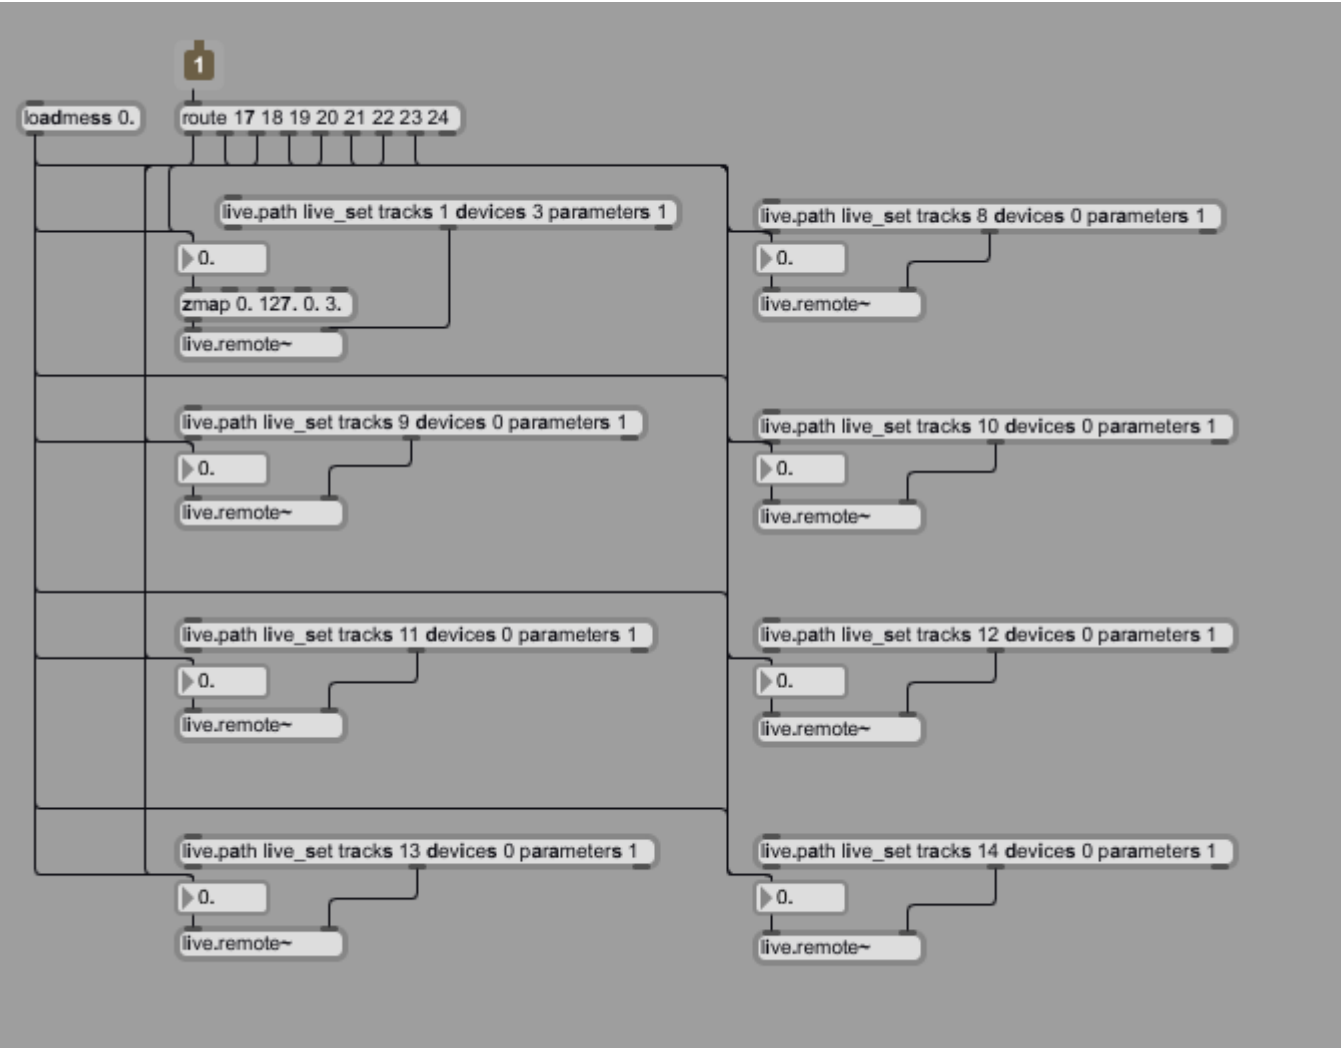 1
loadmess 0.
route 17 18 19 20 21 22 23 24
live.path live_set tracks 1 devices 3 parameters 1
live.path live_set tracks 8 devices 0 parameters 1
0.
0.
zmap 0. 127. 0. 3.
live.remote~
live.remote~
live.path live_set tracks 9 devices 0 parameters 1
live.path live_set tracks 10 devices 0 parameters 1
0.
0.
live.remote~
live.remote~
live.path live_set tracks 11 devices 0 parameters 1
live.path live_set tracks 12 devices 0 parameters 1
0.
0.
live.remote~
live.remote~
live.path live_set tracks 13 devices 0 parameters 1
live.path live_set tracks 14 devices 0 parameters 1
0.
0.
live.remote~
live.remote~